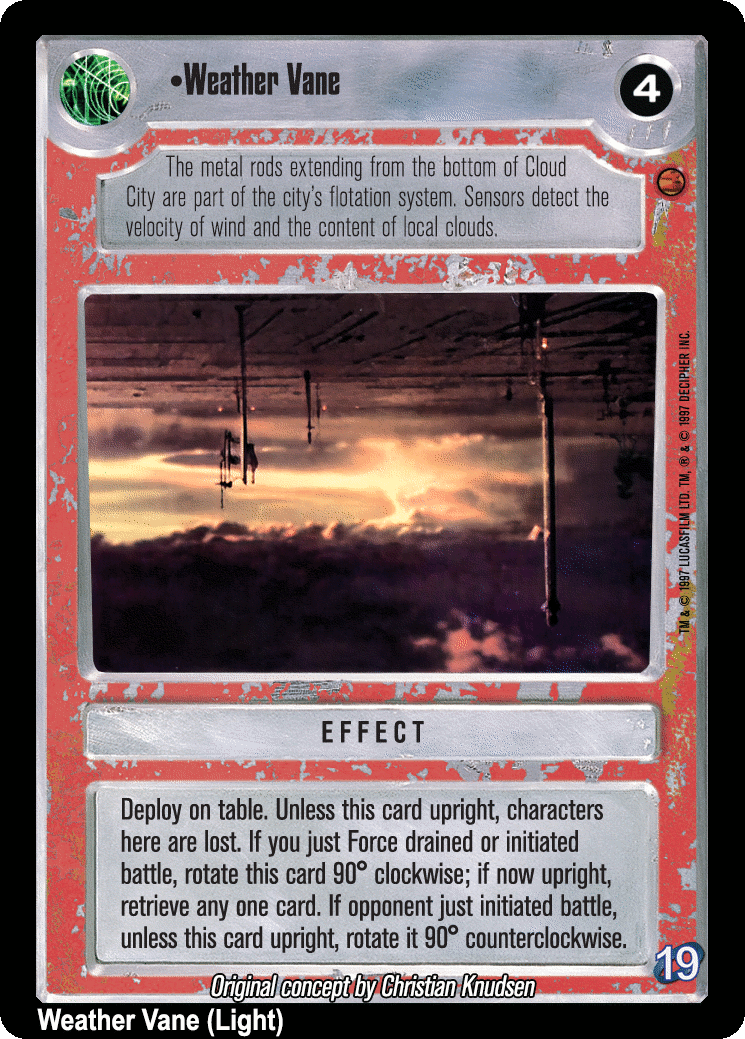 •Weather Vane
4
The metal rods extending from the bottom of Cloud
City are part of the city's flotation system. Sensors detect the
velocity of wind and the content of local clouds.
TM & © 1997 LUCASFILM LTD. TM, ® & © 1997 DECIPHER INC.
EFFECT
Deploy on table. Unless this card upright, characters
here are lost. If you just Force drained or initiated
battle, rotate this card 90° clockwise; if now upright,
retrieve any one card. If opponent just initiated battle,
unless this card upright, rotate it 90° counterclockwise.
19
Original concept by Christian Knudsen
Weather Vane (Light)